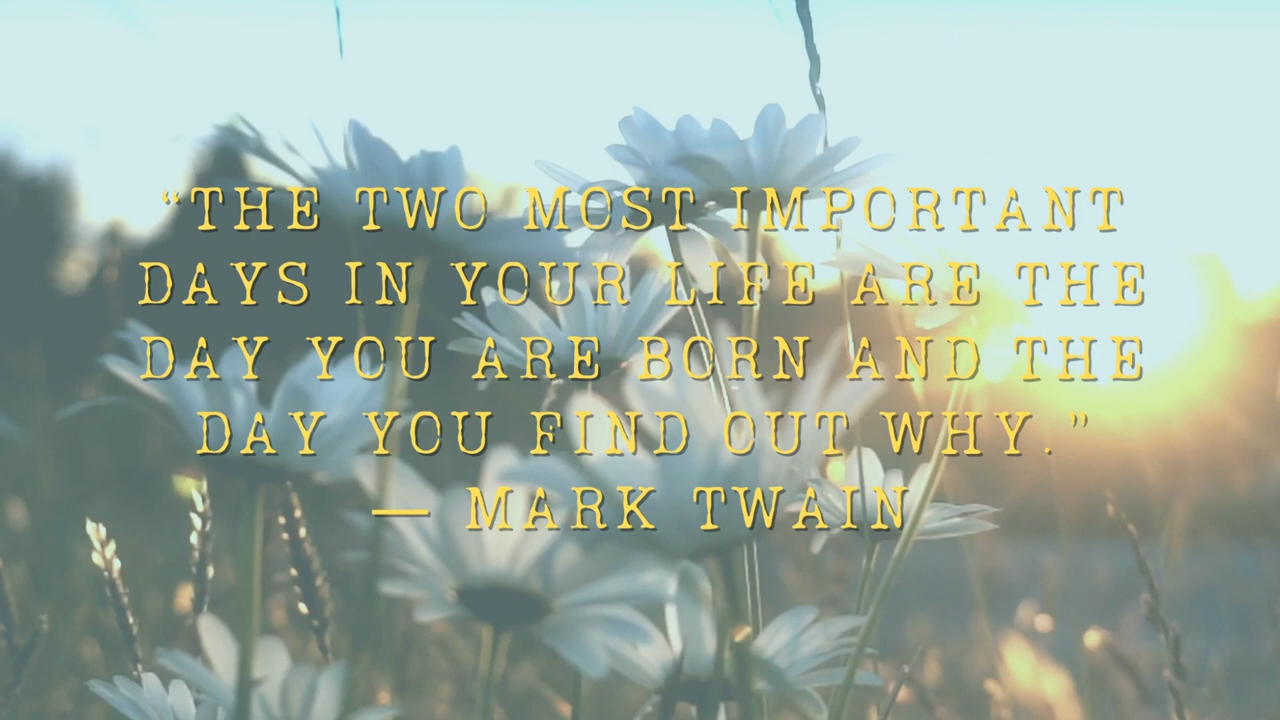 “THE TWO MOST IMPORTANT
DAYS IN YOUR LIFE ARE THE
DAY YOU ARE BORN AND THE
DAY YOU FIND OUT WHY.”
— MARK TWAIN